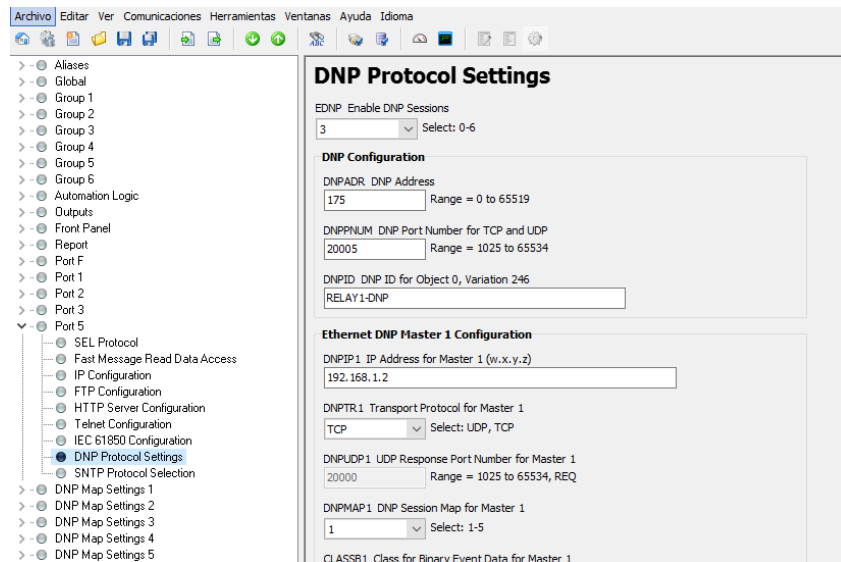 Archivo Editar Ver Comunicaciones Herramientas Ventanas Ayuda Idioma
Aliases
Global
Group 1
Group 2
Group 3
Group 4
Group 5
Group 6
Automation Logic
Outputs
Front Panel
Report
Port F
Port 1
Port 2
Port 3
Port 5
SEL Protocol
Fast Message Read Data Access
IP Configuration
FTP Configuration
HTTP Server Configuration
Telnet Configuration
IEC 61850 Configuration
DNP Protocol Settings
SNTP Protocol Selection
DNP Map Settings 1
DNP Map Settings 2
DNP Map Settings 3
DNP Map Settings 4
DNP Map Settings 5
DNP Protocol Settings
EDNP Enable DNP Sessions
3 Select: 0-6
DNP Configuration
DNPADR DNP Address
175 Range = 0 to 65519
DNPPNUM DNP Port Number for TCP and UDP
20005 Range = 1025 to 65534
DNPID DNP ID for Object 0, Variation 246
RELAY1-DNP
Ethernet DNP Master 1 Configuration
DNPIP1 IP Address for Master 1 (w.x.y.z)
192.168.1.2
DNPTR1 Transport Protocol for Master 1
TCP Select: UDP, TCP
DNPUDP1 UDP Response Port Number for Master 1
20000 Range = 1025 to 65534, REQ
DNPMAP1 DNP Session Map for Master 1
1 Select: 1-5
CLASSB1 Class for Binary Event Data for Master 1